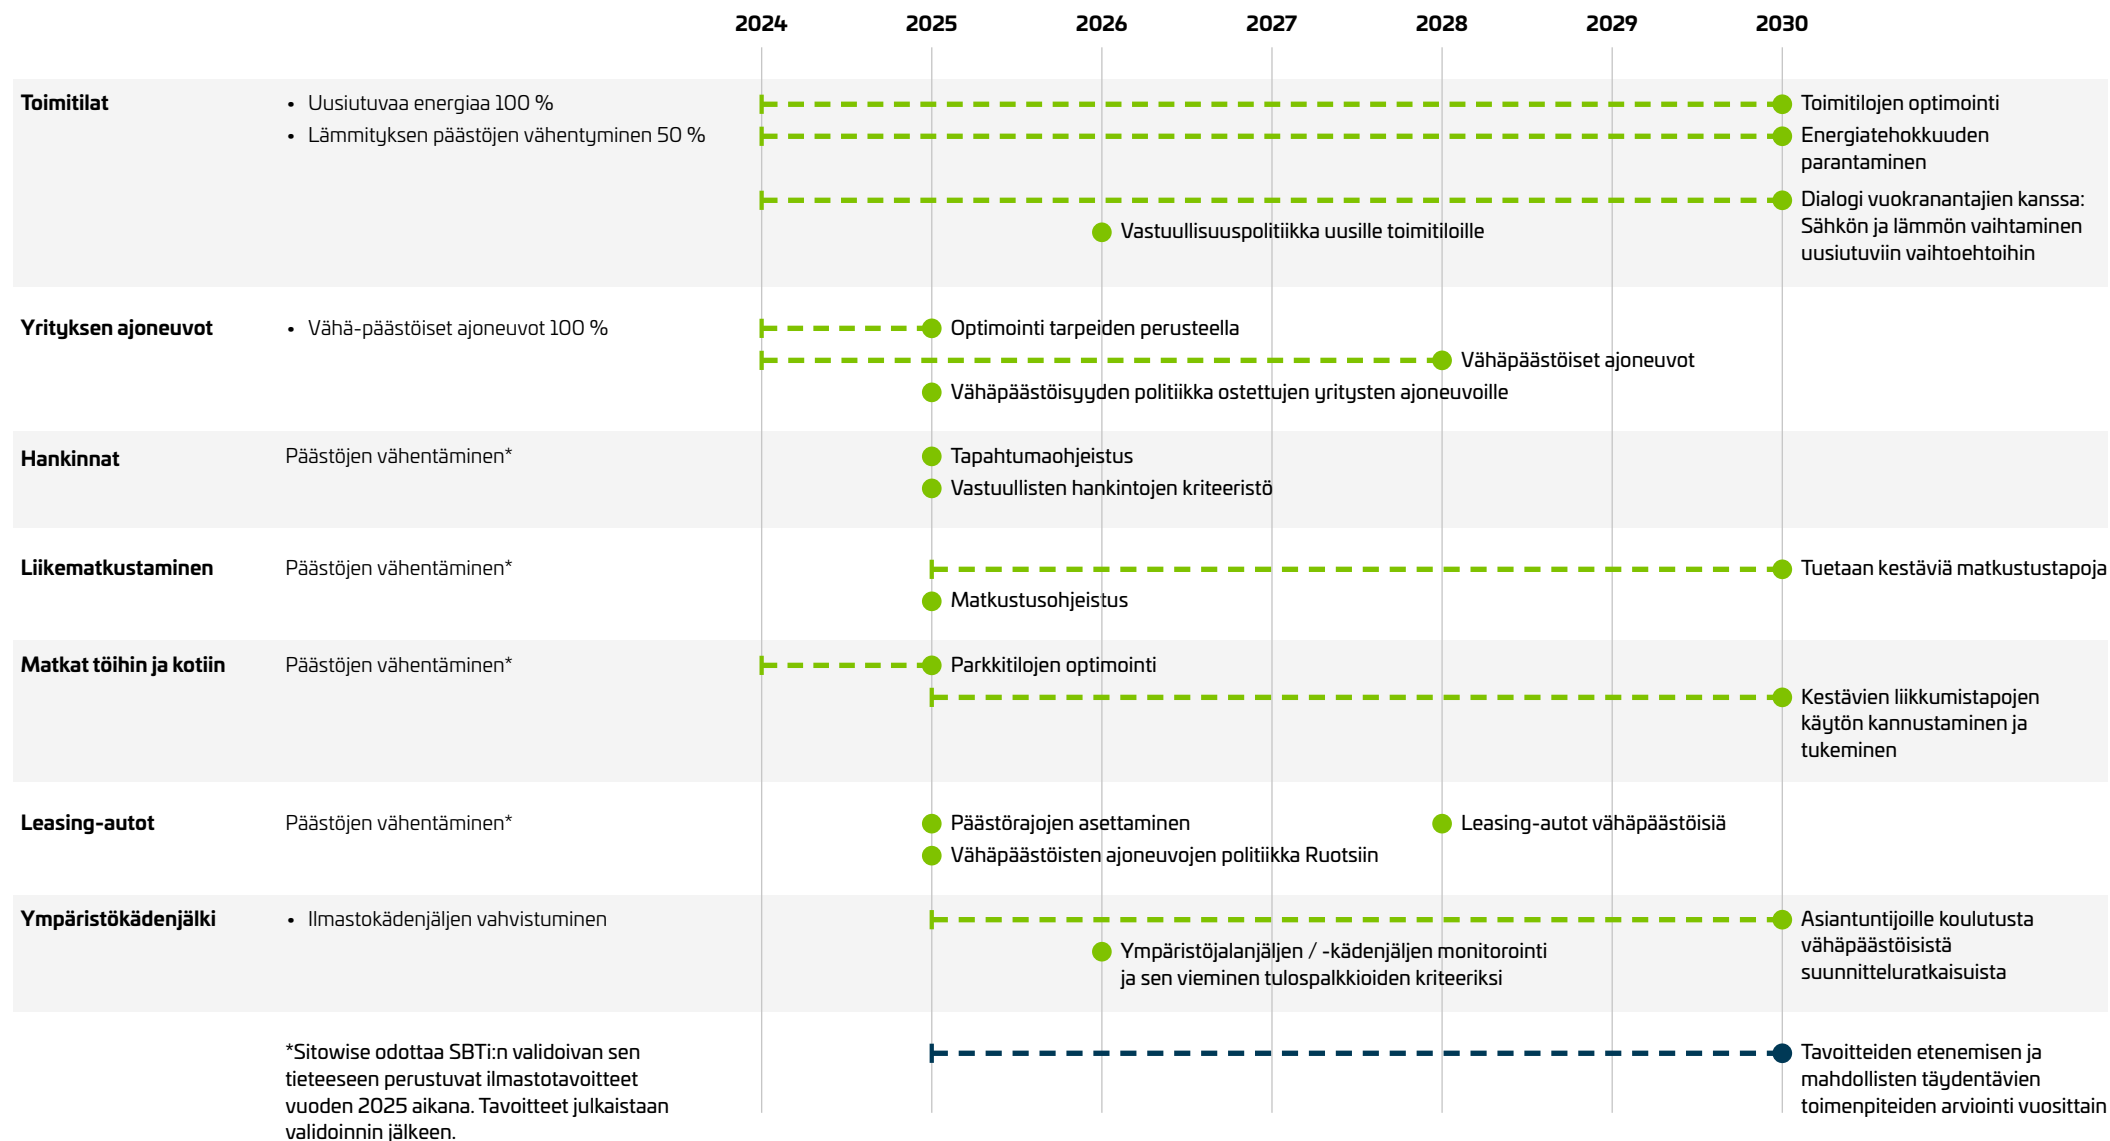 2024 2025 2026 2027 2028 2029 2030
Toimitilat
• Uusiutuvaa energiaa 100 %
• Lämmityksen päästöjen vähentyminen 50 %
Toimitilojen optimointi
Energiatehokkuuden
parantaminen
Dialogi vuokranantajien kanssa:
Sähkön ja lämmön vaihtaminen
uusiutuviin vaihtoehtoihin
Vastuullisuuspolitiikka uusille toimitiloille
Yrityksen ajoneuvot
• Vähä-päästöiset ajoneuvot 100 %
Optimointi tarpeiden perusteella
Vähäpäästöiset ajoneuvot
Vähäpäästöisyyden politiikka ostettujen yritysten ajoneuvoille
Hankinnat
Päästöjen vähentäminen*
Tapahtumaohjeistus
Vastuullisten hankintojen kriteeristö
Liikematkustaminen
Päästöjen vähentäminen*
Tuetaan kestäviä matkustustapoja
Matkustusohjeistus
Matkat töihin ja kotiin
Päästöjen vähentäminen*
Parkkitilojen optimointi
Kestävien liikkumistapojen
käytön kannustaminen ja
tukeminen
Leasing-autot
Päästöjen vähentäminen*
Päästörajojen asettaminen
Leasing-autot vähäpäästöisiä
Vähäpäästöisten ajoneuvojen politiikka Ruotsiin
Ympäristökädenjälki
• Ilmastokädenjäljen vahvistuminen
Asiantuntijoille koulutusta
vähäpäästöisistä
suunnitteluratkaisuista
Ympäristöjalanjäljen / -kädenjäljen monitorointi
ja sen vieminen tulospalkkioiden kriteeriksi
*Sitowise odottaa SBTi:n validoivan sen
tieteeseen perustuvat ilmastotavoitteet
vuoden 2025 aikana. Tavoitteet julkaistaan
validoinnin jälkeen.
Tavoitteiden etenemisen ja
mahdollisten täydentävien
toimenpiteiden arviointi vuosittain